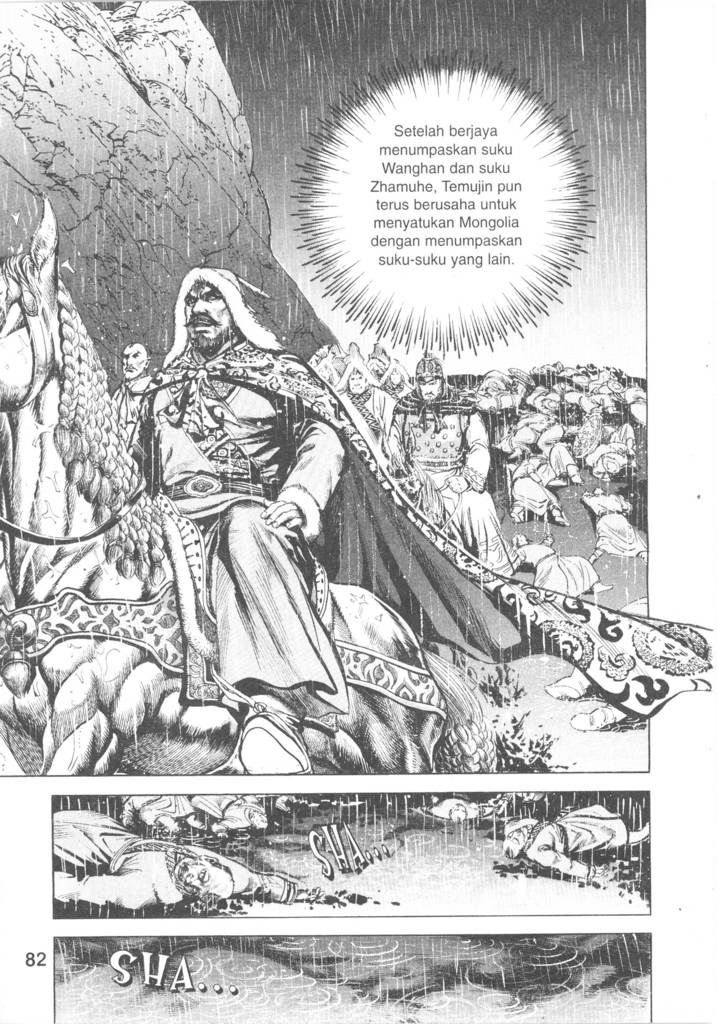 Setelah berjaya
menumpaskan suku
Wanghan dan suku
Zhamuhe, Temujin pun
terus berusaha untuk
menyatukan Mongolia
dengan menumpaskan
suku-suku yang lain.
SHA...
SHA...
82